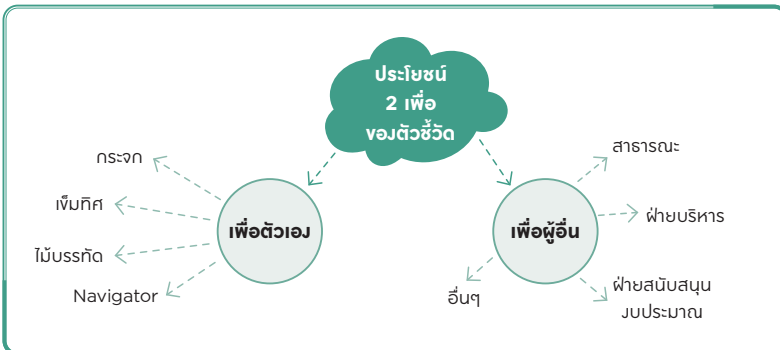 ประโยชน์
2 เพื่อ
ของตัวชี้วัด
กระจก
เข็มทิศ
ไม้บรรทัด
Navigator
เพื่อตัวเอง
เพื่อผู้อื่น
สาธารณะ
ฝ่ายบริหาร
ฝ่ายสนับสนุน
งบประมาณ
อื่นๆ